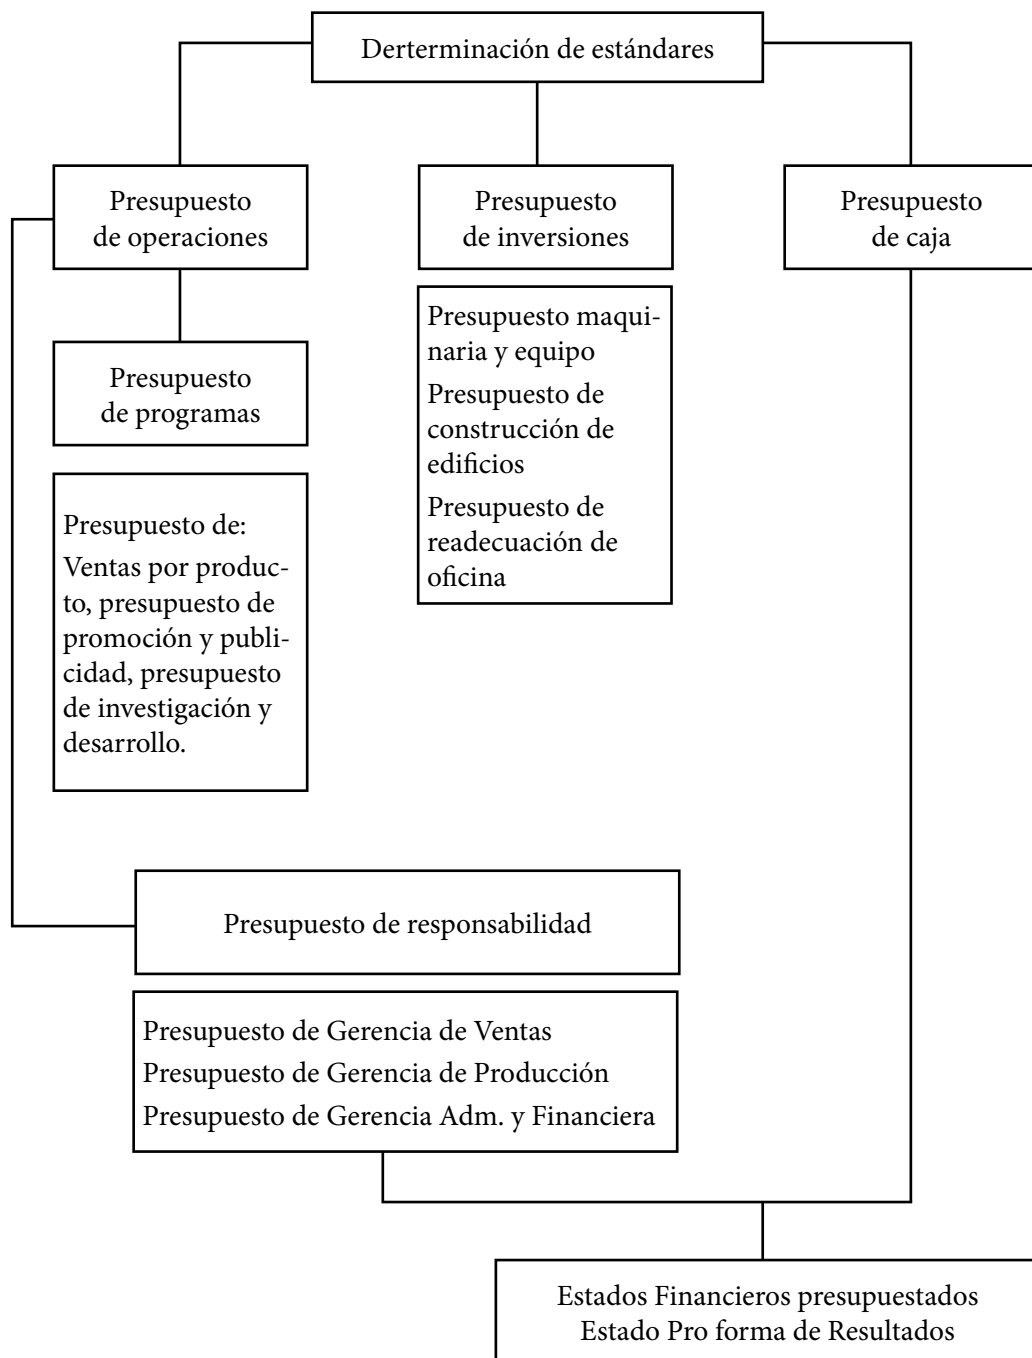 Derterminación de estándares
Presupuesto
de operaciones
Presupuesto
de inversiones
Presupuesto
de caja
Presupuesto maqui-
naria y equipo
Presupuesto de
construcción de
edificios
Presupuesto de
readecuación de
oficina
Presupuesto
de programas
Presupuesto de:
Ventas por produc-
to, presupuesto de
promoción y publi-
cidad, presupuesto
de investigación y
desarrollo.
Presupuesto de responsabilidad
Presupuesto de Gerencia de Ventas
Presupuesto de Gerencia de Producción
Presupuesto de Gerencia Adm. y Financiera
Estados Financieros presupuestados
Estado Pro forma de Resultados